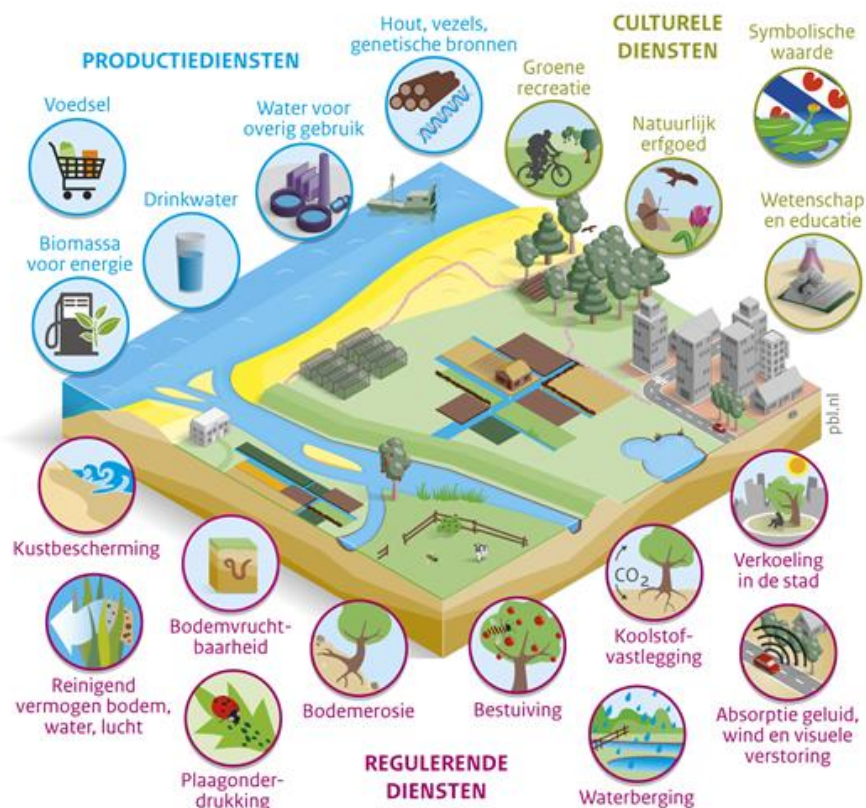 PRODUCTIEDIENSTEN
Voedsel
Biomassa
voor energie
Drinkwater
Water voor
overig gebruik
Hout, vezels,
genetische bronnen
CULTURELE
DIENSTEN
Groene
recreatie
Natuurlijk
erfgoed
Symbolische
waarde
Wetenschap
en educatie
pbl.nl
Kustbescherming
Reinigend
vermogen bodem,
water, lucht
Bodemvrucht-
baarheid
Plaagonder-
drukking
Bodemerosie
REGULERENDE
DIENSTEN
Bestuiving
CO2
Koolstof-
vastlegging
Waterberging
Verkoeling
in de stad
Absorptie geluid,
wind en visuele
verstoring